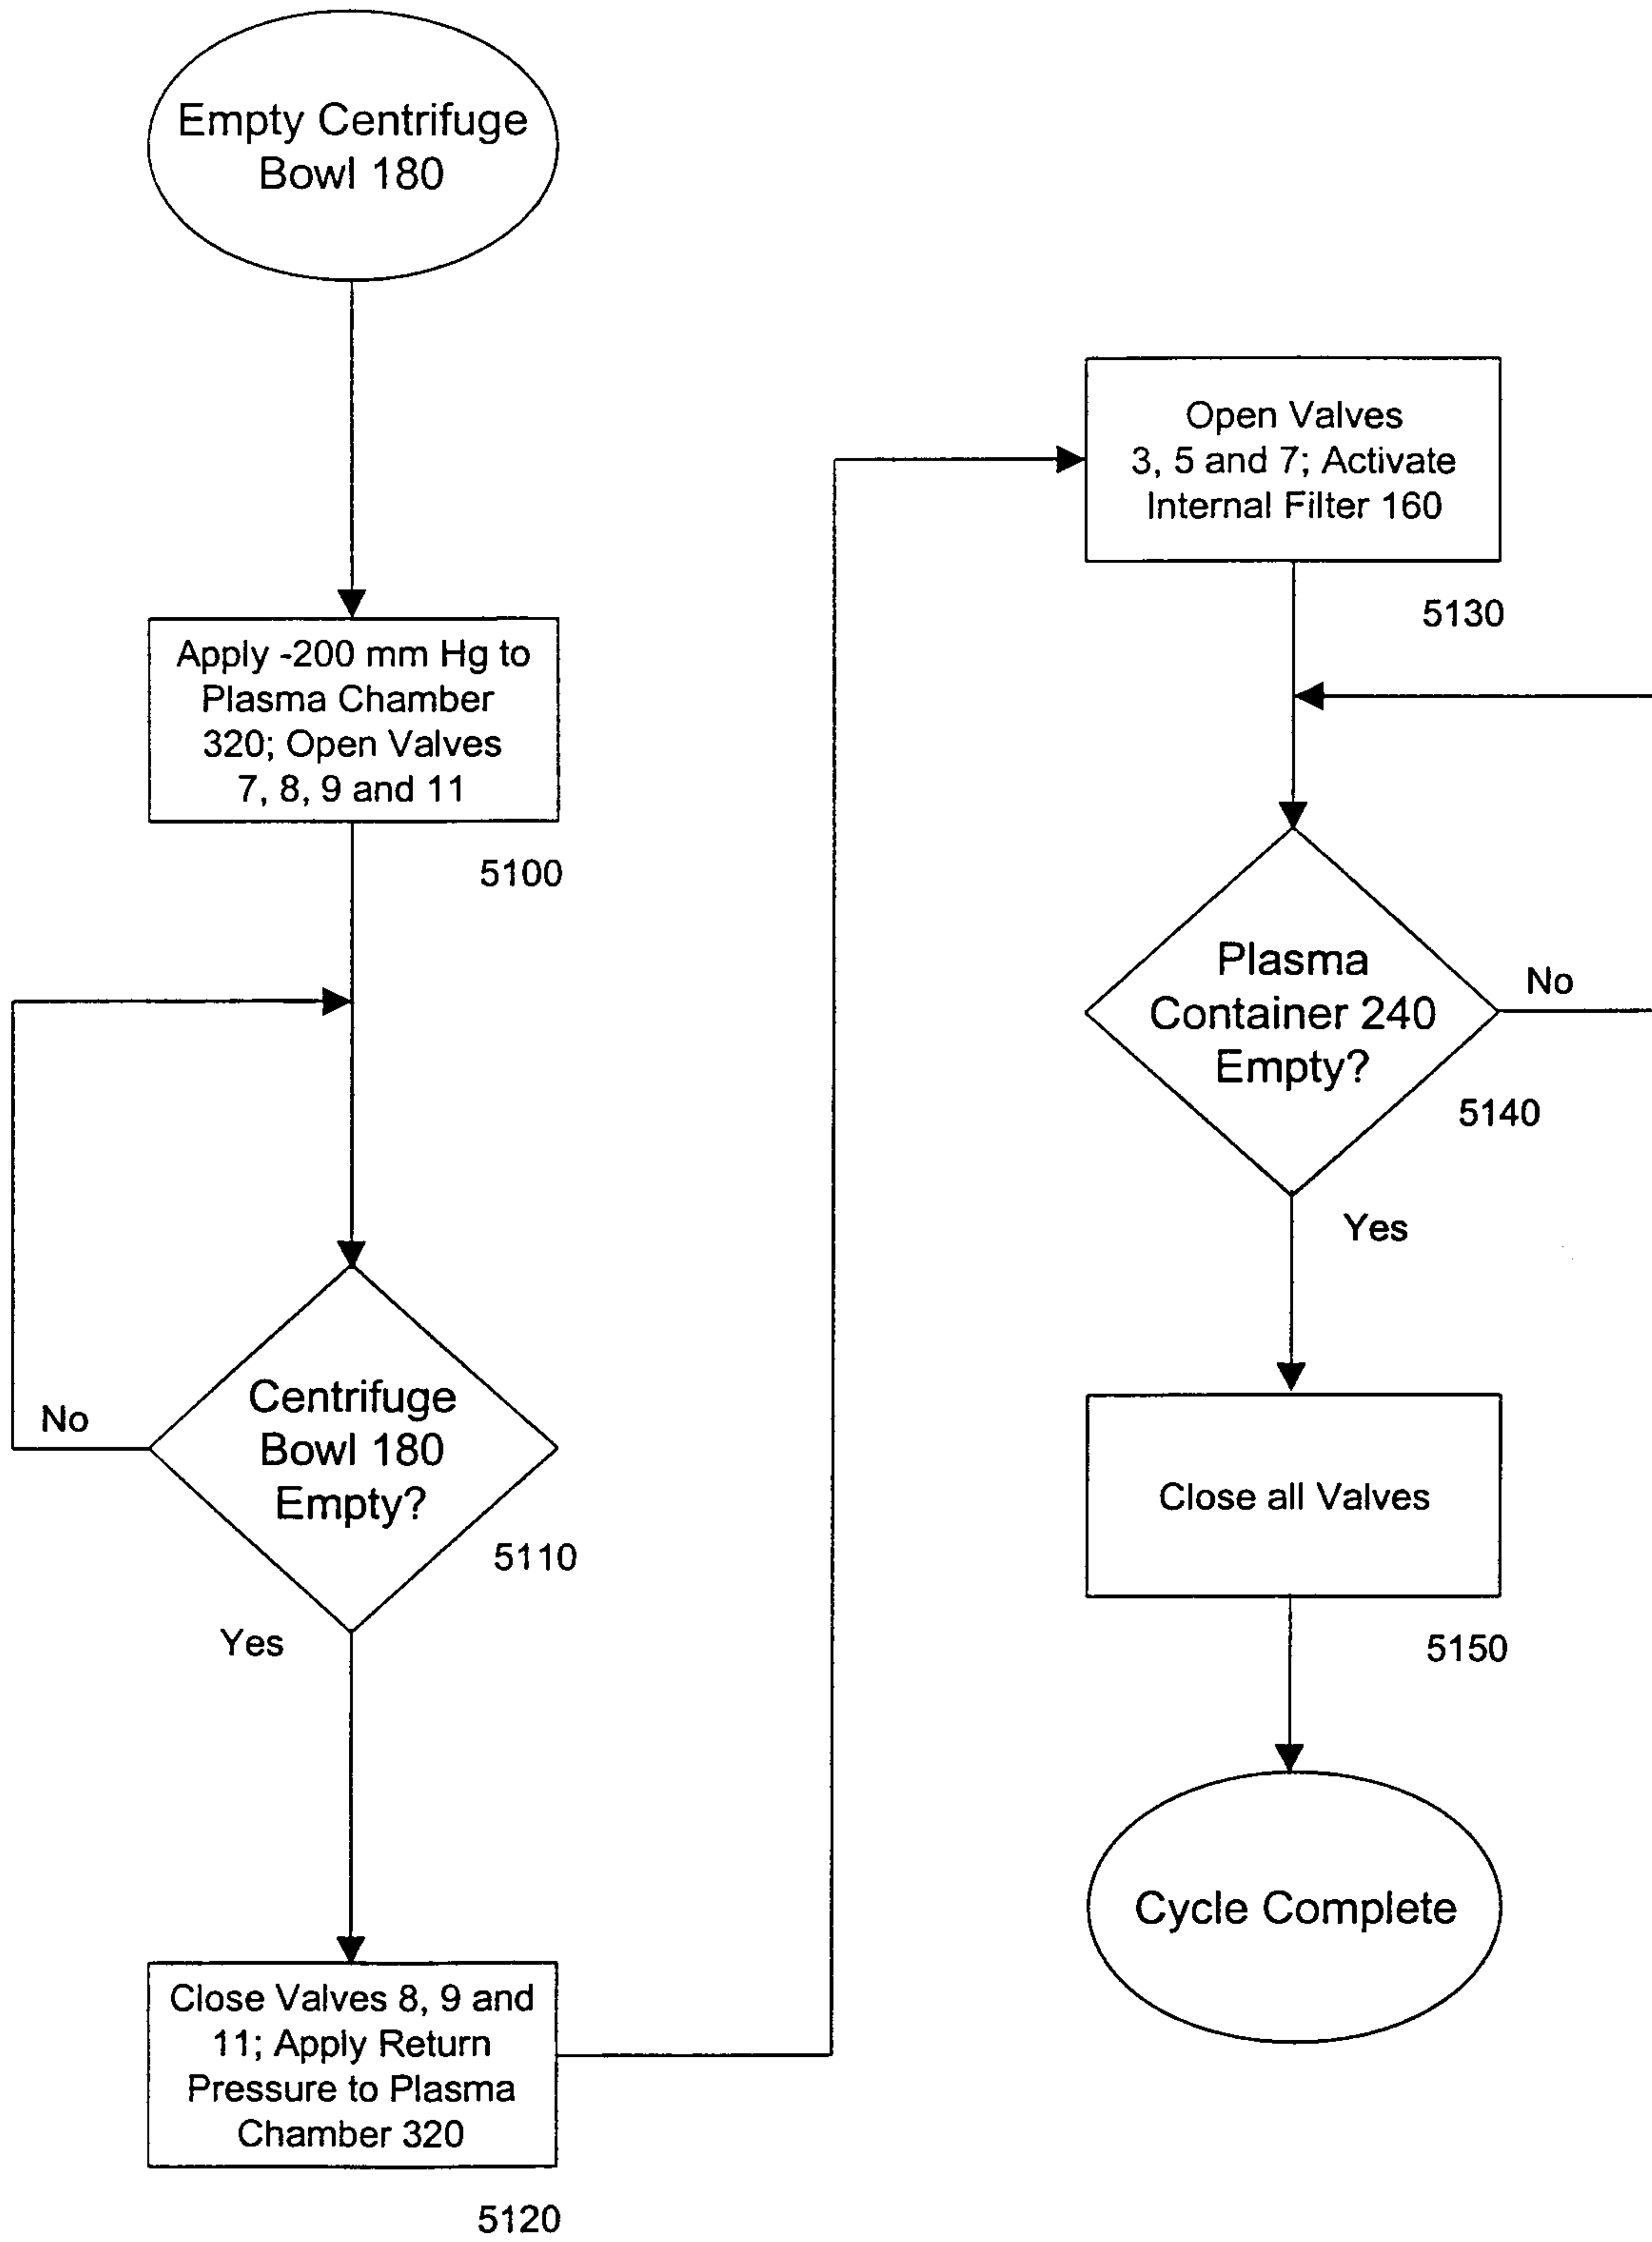 Empty Centrifuge
Bowl 180
Apply -200 mm Hg to
Plasma Chamber
320; Open Valves
7, 8, 9 and 11
5100
No
Centrifuge
Bowl 180
Empty?
5110
Yes
Close Valves 8, 9 and
11; Apply Return
Pressure to Plasma
Chamber 320
5120
Open Valves
3, 5 and 7; Activate
Internal Filter 160
5130
Plasma
Container 240
Empty?
No
5140
Yes
Close all Valves
5150
Cycle Complete